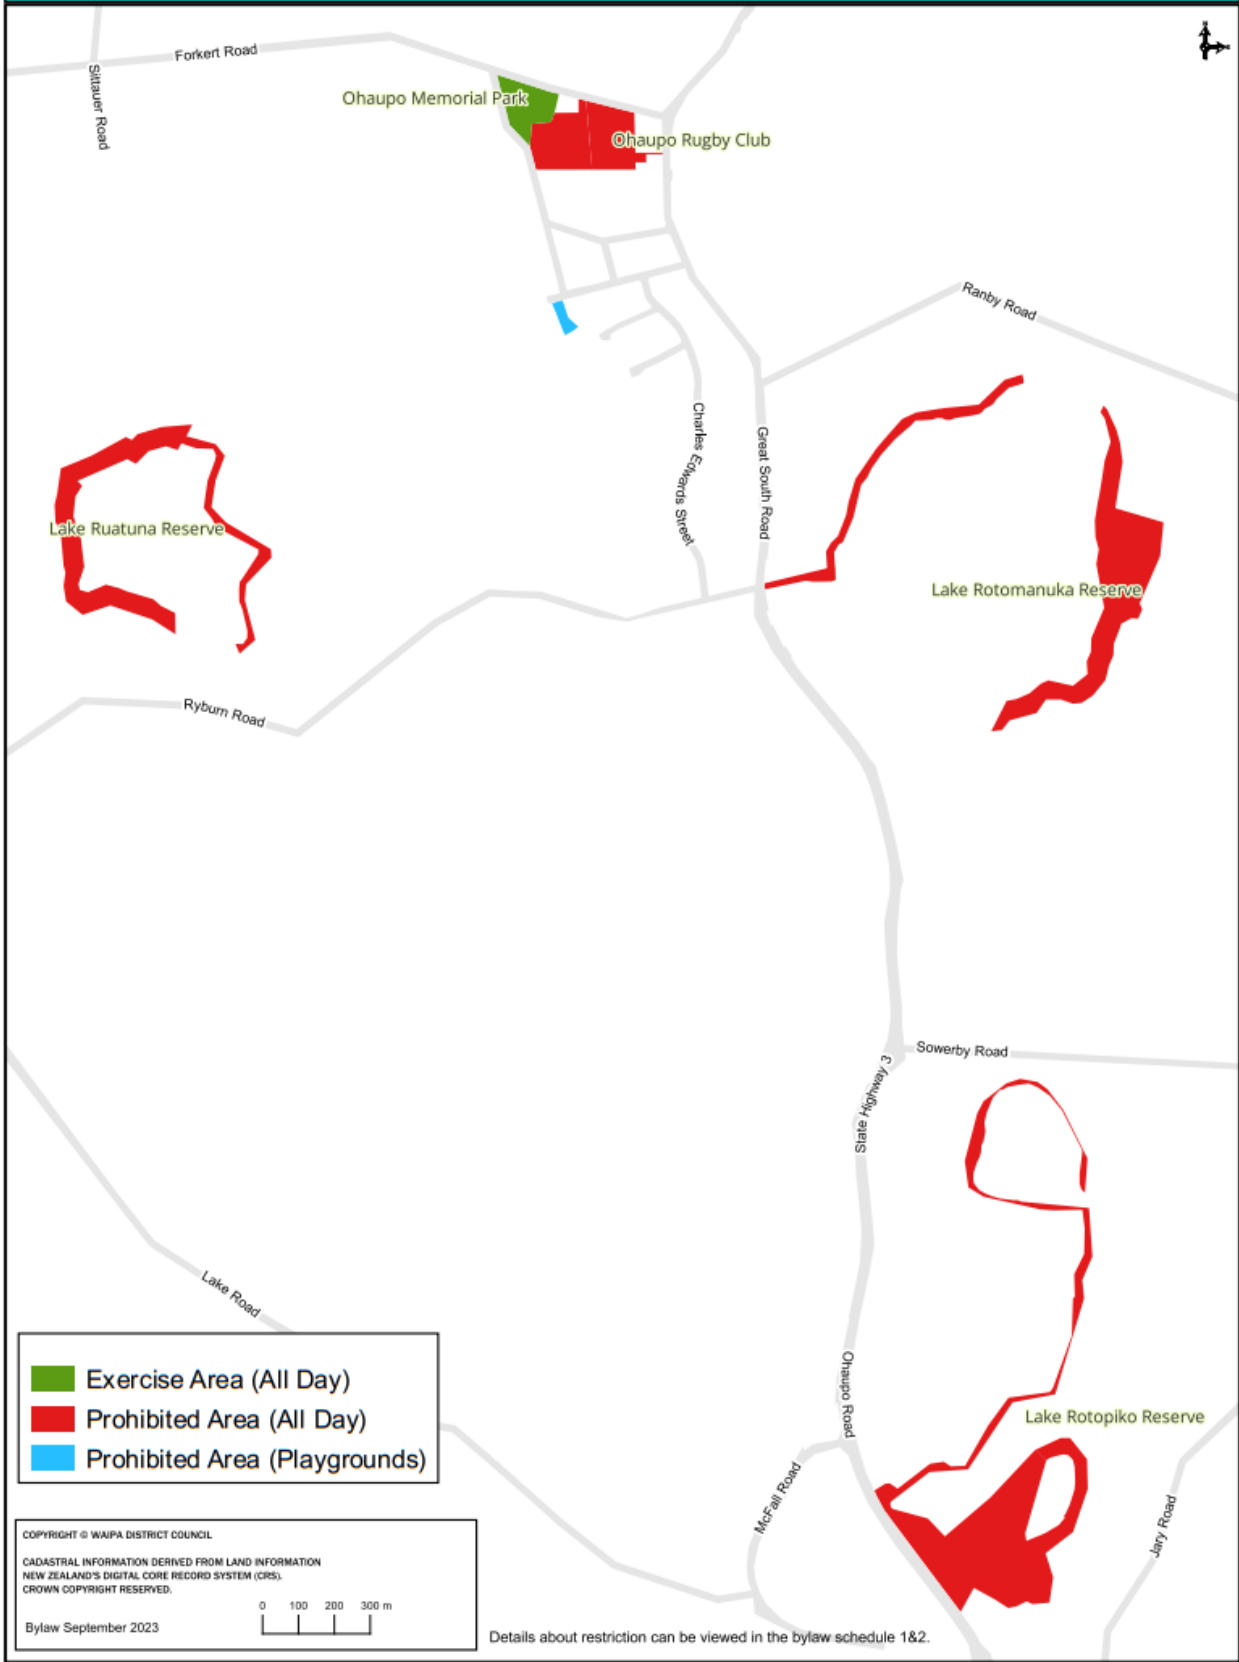 Forkert Road
Sittauer Road
Ohaupo Memorial Park
Ohaupo Rugby Club
Ranby Road
Charles Edwards Street
Great South Road
Lake Ruatuna Reserve
Lake Rotomanuka Reserve
Ryburn Road
Sowerby Road
State Highway 3
Lake Road
Ohaupo Road
Lake Rotopiko Reserve
McFall Road
Jary Road
Exercise Area (All Day)
Prohibited Area (All Day)
Prohibited Area (Playgrounds)
COPYRIGHT © WAIPA DISTRICT COUNCIL
CADASTRAL INFORMATION DERIVED FROM LAND INFORMATION
NEW ZEALAND'S DIGITAL CORE RECORD SYSTEM (CRS).
CROWN COPYRIGHT RESERVED.
0 100 200 300 m
Bylaw September 2023
Details about restriction can be viewed in the bylaw schedule 1&2.